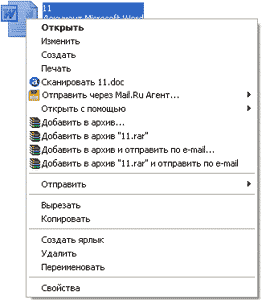 11
Документ Microsoft Word
Открыть
Изменить
Создать
Печать
Сканировать 11.doc
Отправить через Mail.Ru Агент...
Открыть с помощью
Добавить в архив...
Добавить в архив "11.rar"
Добавить в архив и отправить по e-mail...
Добавить в архив "11.rar" и отправить по e-mail
Отправить
Вырезать
Копировать
Создать ярлык
Удалить
Переименовать
Свойства